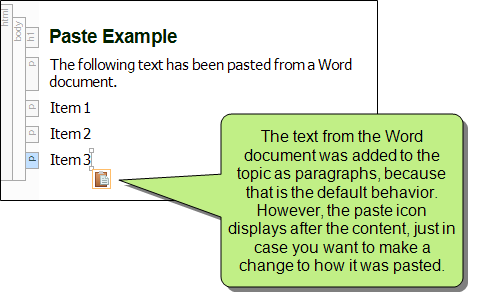 html
body
h1
Paste Example
p
The following text has been pasted from a Word
document.
p
Item 1
p
Item 2
p
Item 3
The text from the Word
document was added to the
topic as paragraphs, because
that is the default behavior.
However, the paste icon
displays after the content, just in
case you want to make a
change to how it was pasted.